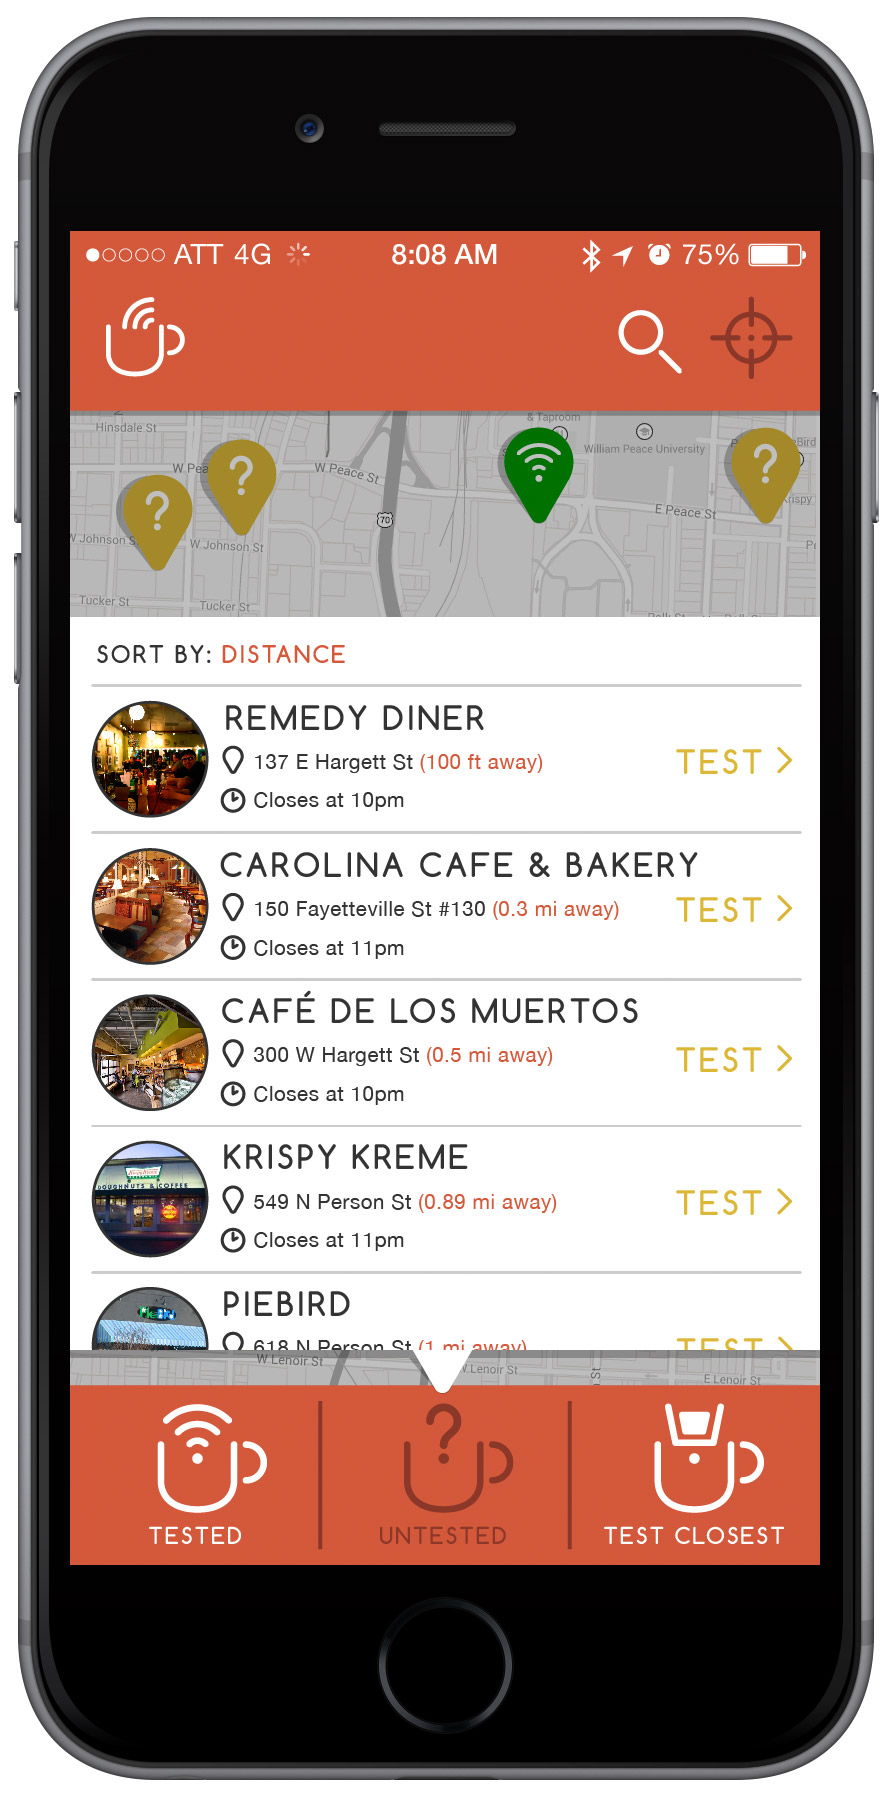 ATT 4G 8:08 AM 75%
& Taproom
Hinsdale St
William Peace University
eBird
W Pea
W Peace St
Krispy
E Peace St
70
W Johnson S
W Johnson St
Tucker St
Tucker St
SORT BY: DISTANCE
REMEDY DINER
137 E Hargett St (100 ft away)
TEST >
Closes at 10pm
CAROLINA CAFE & BAKERY
150 Fayetteville St #130 (0.3 mi away)
TEST >
Closes at 11pm
CAFÉ DE LOS MUERTOS
300 W Hargett St (0.5 mi away)
TEST >
Closes at 10pm
KRISPY KREME
549 N Person St (0.89 mi away)
TEST >
Closes at 11pm
DOUGHNUTS & COFFEE
PIEBIRD
618 N Person St (1 mi away)
TEST >
W Lenoir St
W Lenoir St
E Lenoir St
TESTED
UNTESTED
TEST CLOSEST